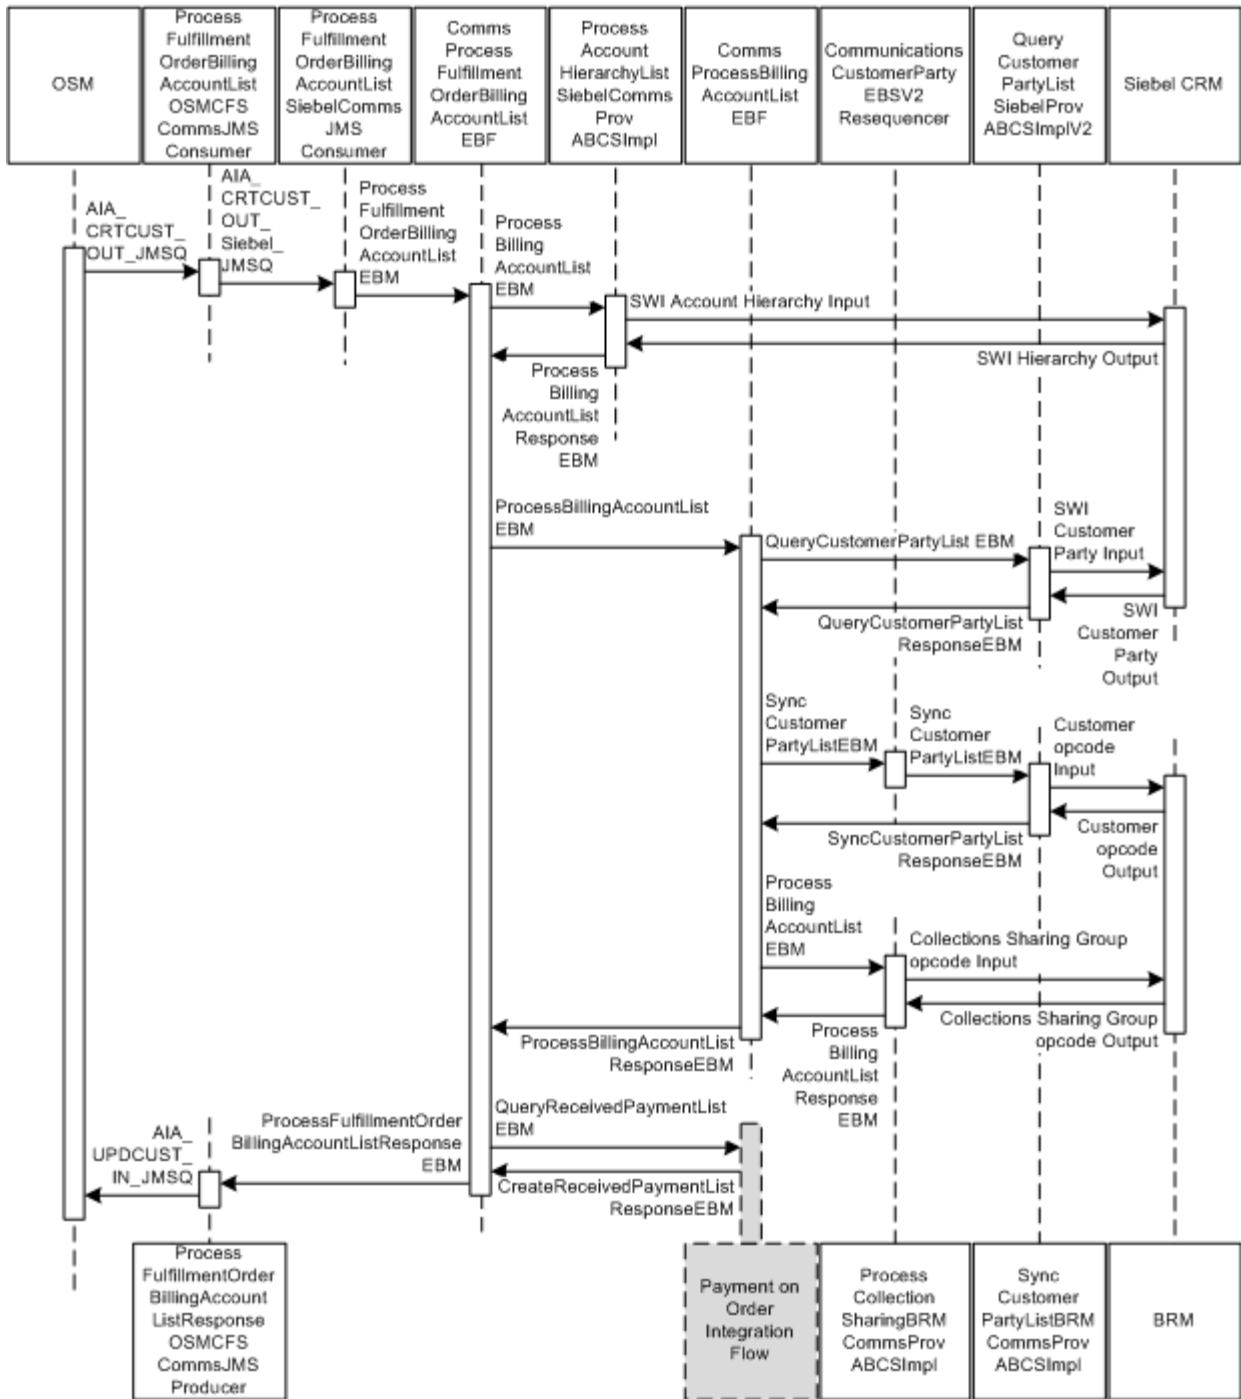 OSM
Process
Fulfillment
OrderBilling
AccountList
OSMCFS
CommsJMS
Consumer
Process
Fulfillment
OrderBilling
AccountList
SiebelComms
JMS
Consumer
Comms
Process
Fulfillment
OrderBilling
AccountList
EBF
Process
Account
HierarchyList
SiebelComms
Prov
ABCSImpl
Comms
ProcessBilling
AccountList
EBF
Communications
CustomerParty
EBSV2
Resequencer
Query
Customer
PartyList
SiebelProv
ABCSImplV2
Siebel CRM
AIA_
CRTCUST_
OUT_JMSQ
AIA_
CRTCUST_
OUT_
Siebel_
JMSQ
Process
Fulfillment
OrderBilling
AccountList
EBM
Process
Billing
AccountList
EBM
SWI Account Hierarchy Input
SWI Hierarchy Output
Process
Billing
AccountList
Response
EBM
ProcessBillingAccountList
EBM
QueryCustomerPartyList EBM
SWI
Customer
Party Input
QueryCustomerPartyList
ResponseEBM
SWI
Customer
Party
Output
Sync
Customer
PartyListEBM
Sync
Customer
PartyListEBM
Customer
opcode
Input
SyncCustomerPartyList
ResponseEBM
Customer
opcode
Output
Process
Billing
AccountList
EBM
Collections Sharing Group
opcode Input
Collections Sharing Group
opcode Output
ProcessBillingAccountList
ResponseEBM
Process
Billing
AccountList
Response
EBM
QueryReceivedPaymentList
EBM
ProcessFulfillmentOrder
BillingAccountListResponse
EBM
AIA_
UPDCUST_
IN_JMSQ
CreateReceivedPaymentList
ResponseEBM
Process
FulfillmentOrder
BillingAccount
ListResponse
OSMCFS
CommsJMS
Producer
Payment on
Order
Integration
Flow
Process
Collection
SharingBRM
CommsProv
ABCSImpl
Sync
Customer
PartyListBRM
CommsProv
ABCSImpl
BRM